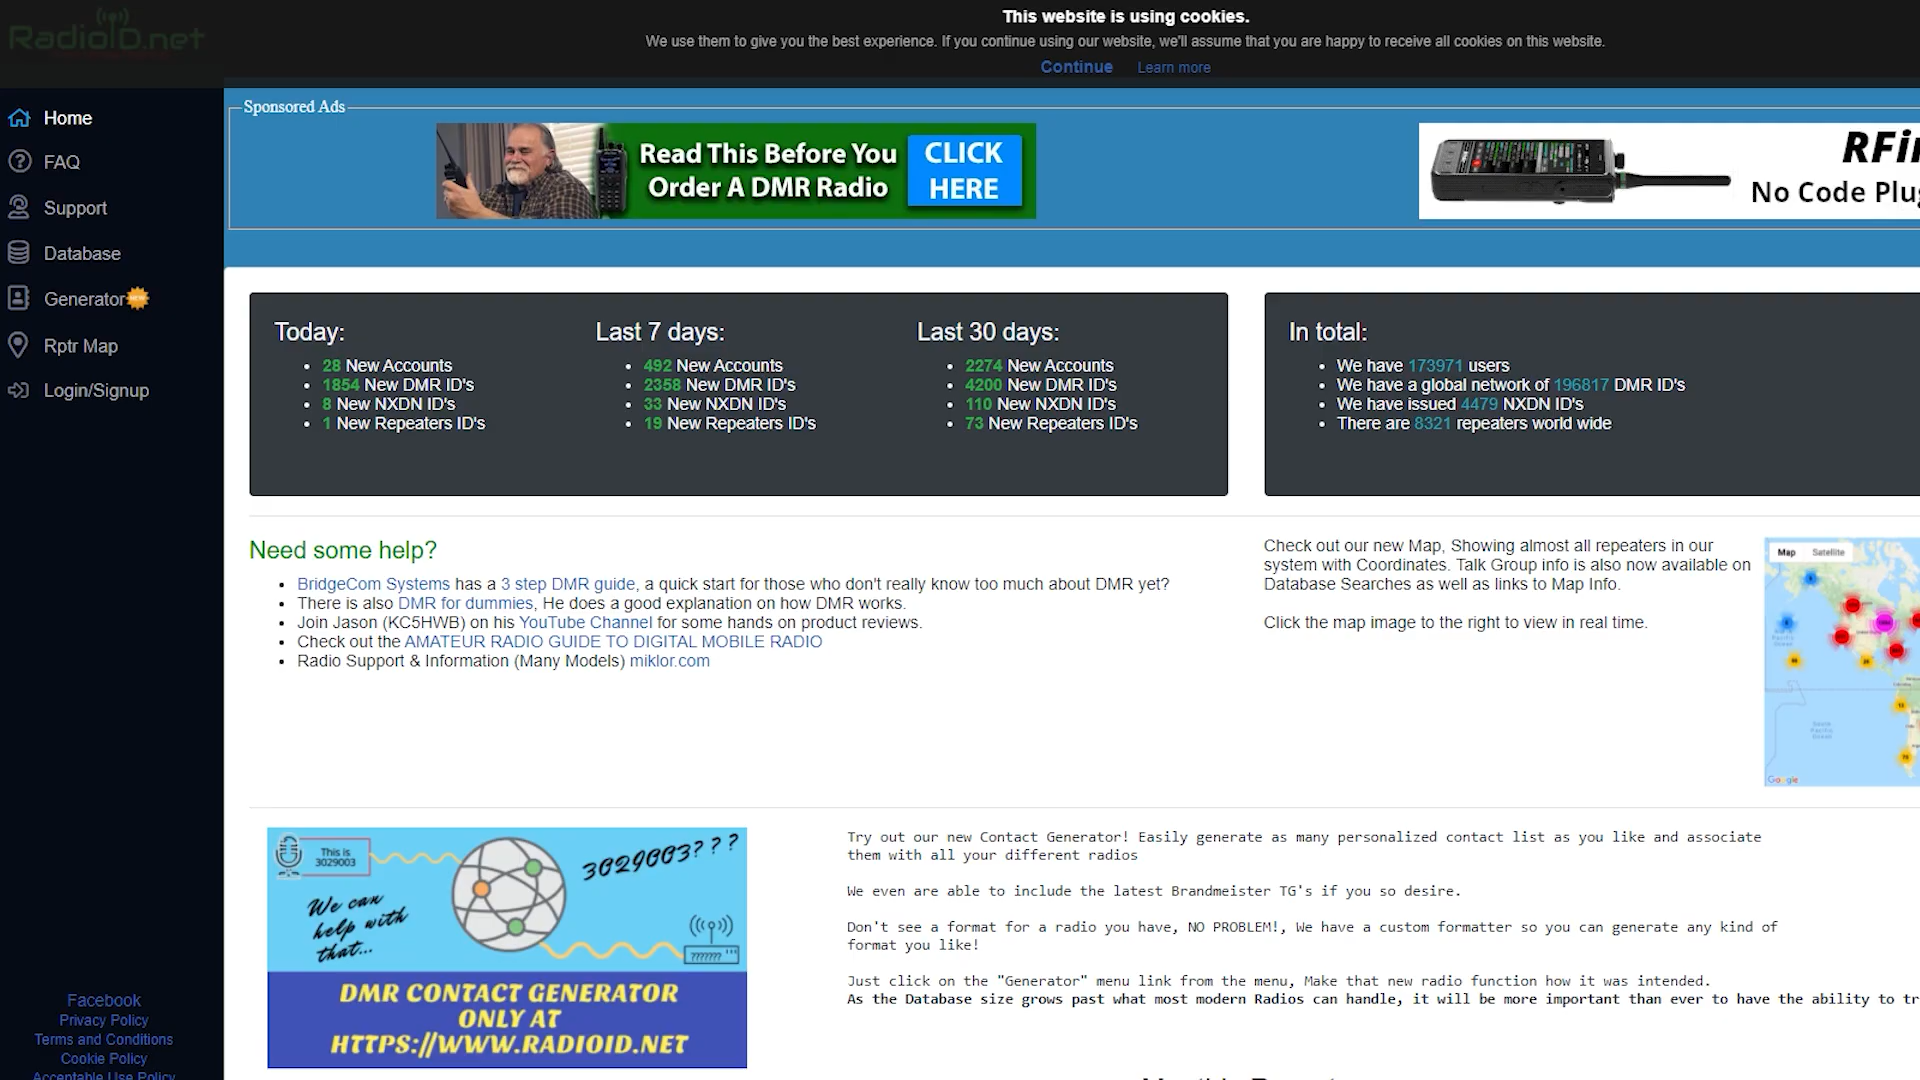 RadioID.net
This website is using cookies.
We use them to give you the best experience. If you continue using our website, we'll assume that you are happy to receive all cookies on this website.
Continue Learn more
Home
FAQ
Support
Database
Generator
Rptr Map
Login/Signup
Facebook
Privacy Policy
Terms and Conditions
Cookie Policy
Acceptable Use Policy
Sponsored Ads
Read This Before You
Order A DMR Radio
CLICK
HERE
RFin
No Code Plug
Today:
28 New Accounts
1854 New DMR ID's
8 New NXDN ID's
1 New Repeaters ID's
Last 7 days:
492 New Accounts
2358 New DMR ID's
33 New NXDN ID's
19 New Repeaters ID's
Last 30 days:
2274 New Accounts
4200 New DMR ID's
110 New NXDN ID's
73 New Repeaters ID's
In total:
We have 173971 users
We have a global network of 196817 DMR ID's
We have issued 4479 NXDN ID's
There are 8321 repeaters world wide
Need some help?
BridgeCom Systems has a 3 step DMR guide, a quick start for those who don't really know too much about DMR yet?
There is also DMR for dummies, He does a good explanation on how DMR works.
Join Jason (KC5HWB) on his YouTube Channel for some hands on product reviews.
Check out the AMATEUR RADIO GUIDE TO DIGITAL MOBILE RADIO
Radio Support & Information (Many Models) miklor.com
Check out our new Map, Showing almost all repeaters in our
system with Coordinates. Talk Group info is also now available on
Database Searches as well as links to Map Info.
Click the map image to the right to view in real time.
Map Satellite
Google
This is
3029003
3029003???
We can
help with
that...
???????
DMR CONTACT GENERATOR
ONLY AT
HTTPS://WWW.RADIOID.NET
Try out our new Contact Generator! Easily generate as many personalized contact list as you like and associate
them with all your different radios
We even are able to include the latest Brandmeister TG's if you so desire.
Don't see a format for a radio you have, NO PROBLEM!, We have a custom formatter so you can generate any kind of
format you like!
Just click on the "Generator" menu link from the menu, Make that new radio function how it was intended.
As the Database size grows past what most modern Radios can handle, it will be more important than ever to have the ability to tr